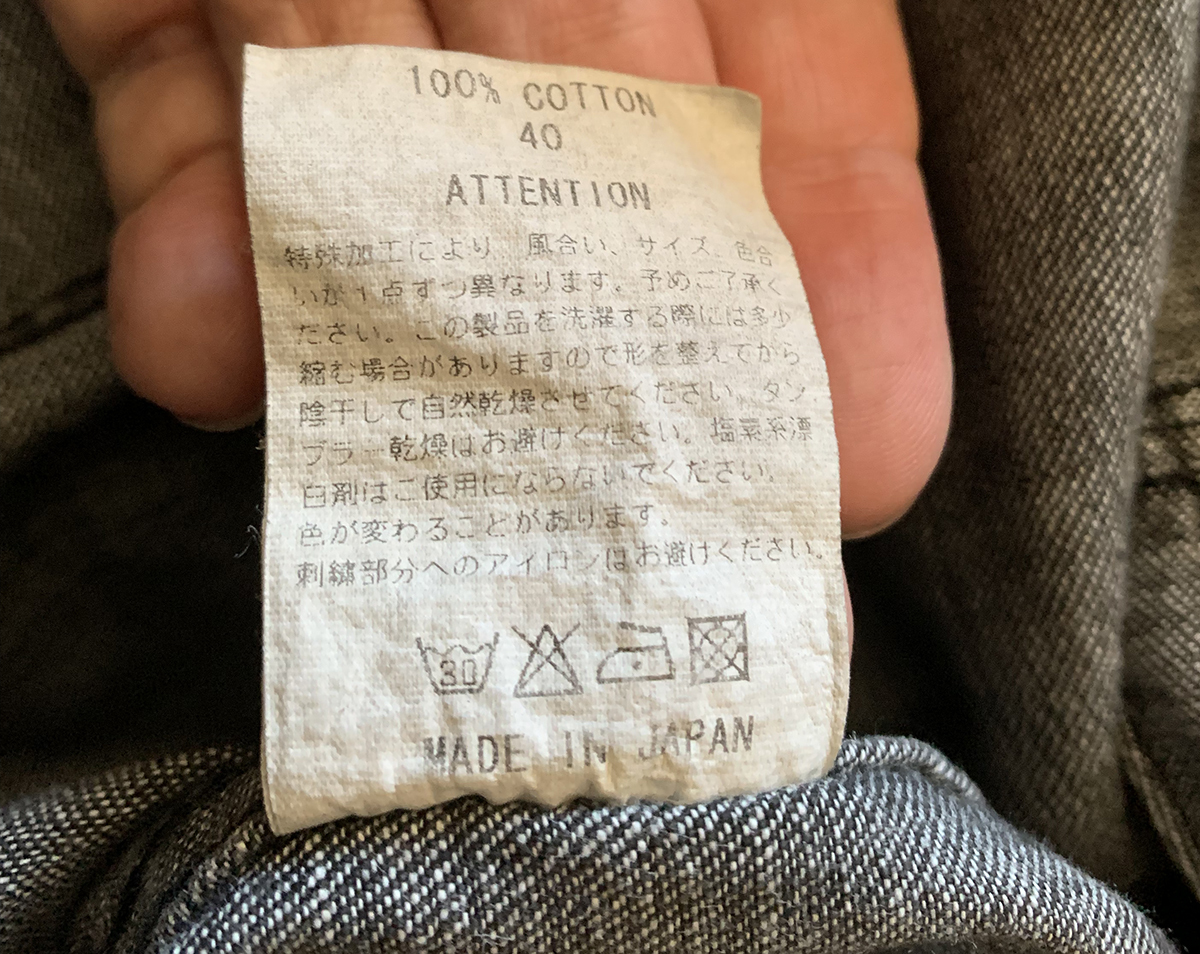 100% COTTON
40
ATTENTION
特殊加工により、風合い、サイズ、色合
いが1点ずつ異なります。予めご了承く
ださい。この製品を洗濯する際には多少
縮む場合がありますので形を整えてから
陰干しで自然乾燥させてください。タン
ブラー乾燥はお避けください。塩素系漂
白剤はご使用にならないでください。
色が変わることがあります。
刺繍部分へのアイロンはお避けください。
30
MADE IN JAPAN